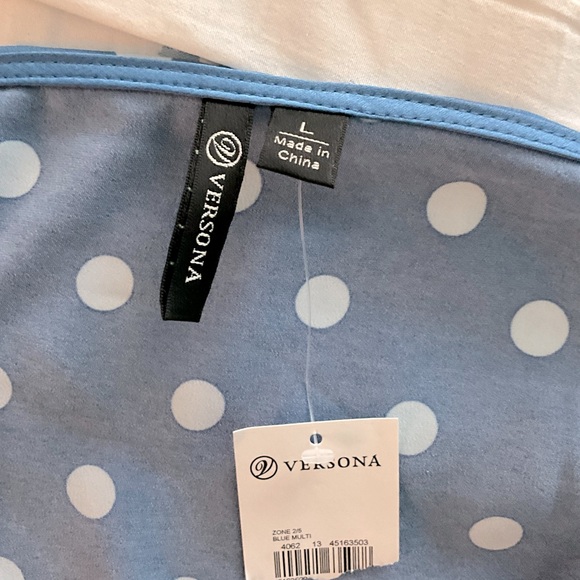 L
Made in
China
V VERSONA
V VERSONA
ZONE 2/5
BLUE MULTI
4062 13 45163503